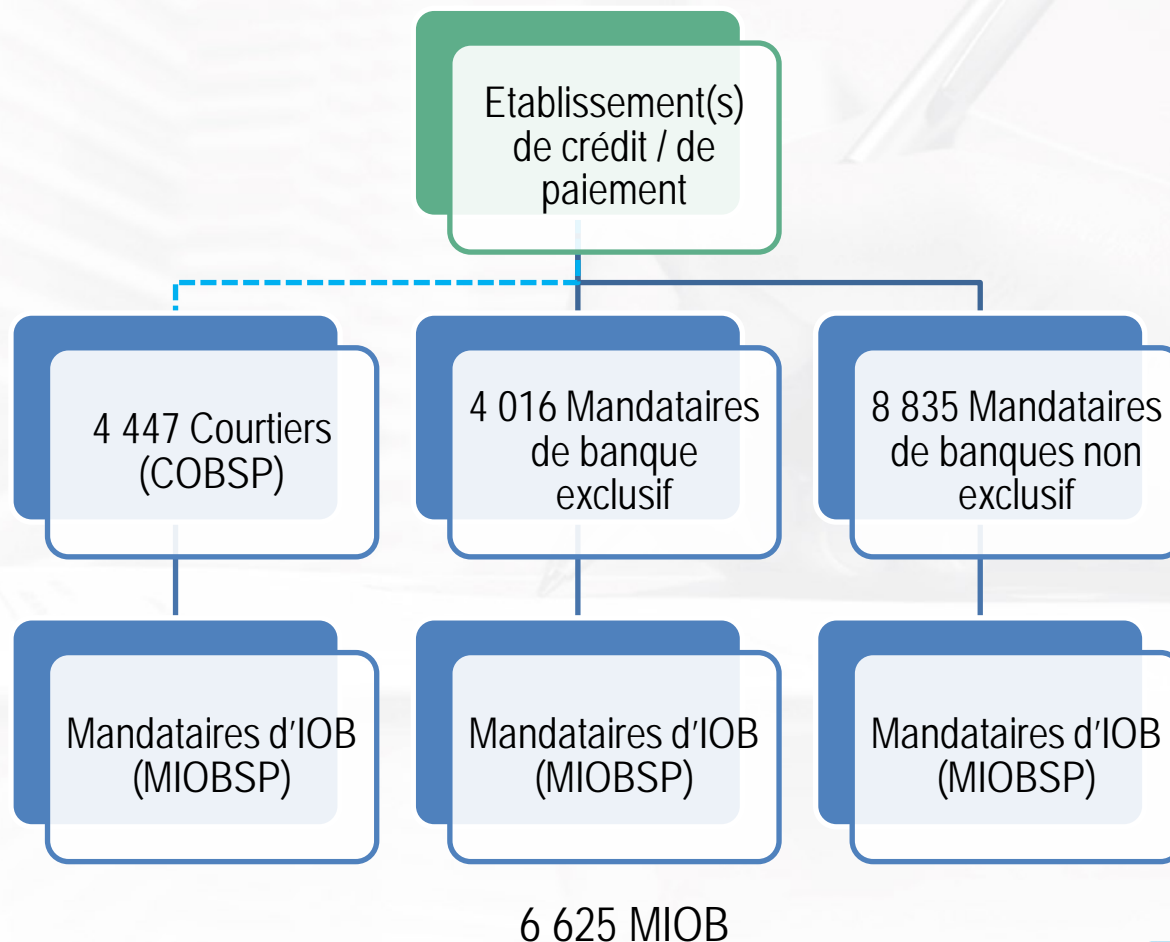 Etablissement(s)
de crédit / de
paiement
4 447 Courtiers
(COBSP)
4 016 Mandataires
de banque
exclusif
8 835 Mandataires
de banques non
exclusif
Mandataires d'IOB
(MIOBSP)
Mandataires d'IOB
(MIOBSP)
Mandataires d'IOB
(MIOBSP)
6 625 MIOB